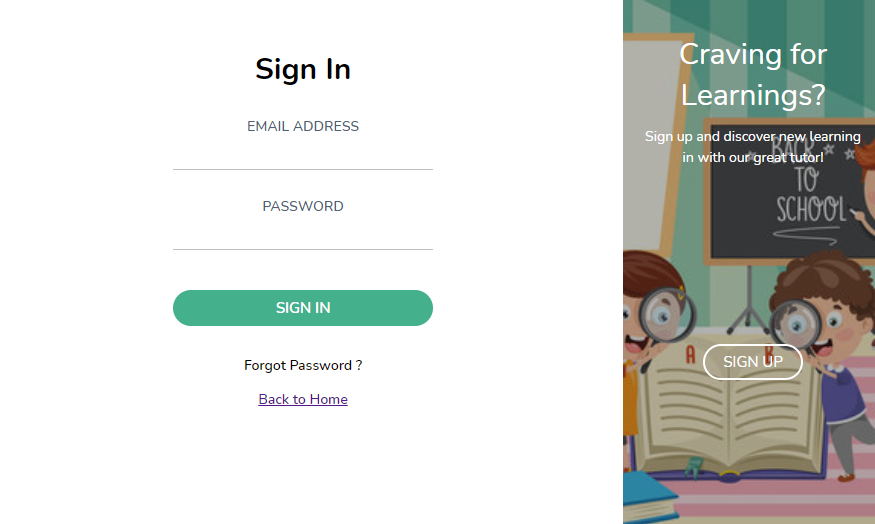 Sign In
EMAIL ADDRESS
PASSWORD
SIGN IN
Forgot Password ?
Back to Home
Craving for
Learnings?
Sign up and discover new learning
in with our great tutor!
BACK
TO
SCHOOL
A
B
SIGN UP